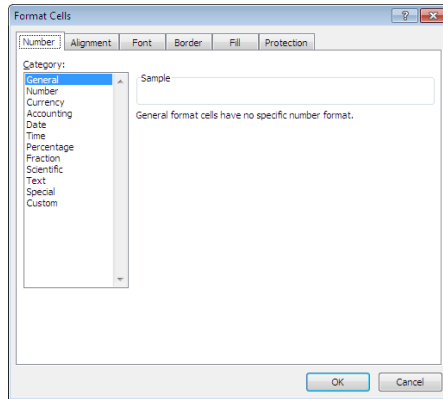 Format Cells
Number Alignment Font Border Fill Protection
Category:
General
Number
Currency
Accounting
Date
Time
Percentage
Fraction
Scientific
Text
Special
Custom
Sample
General format cells have no specific number format.
OK Cancel